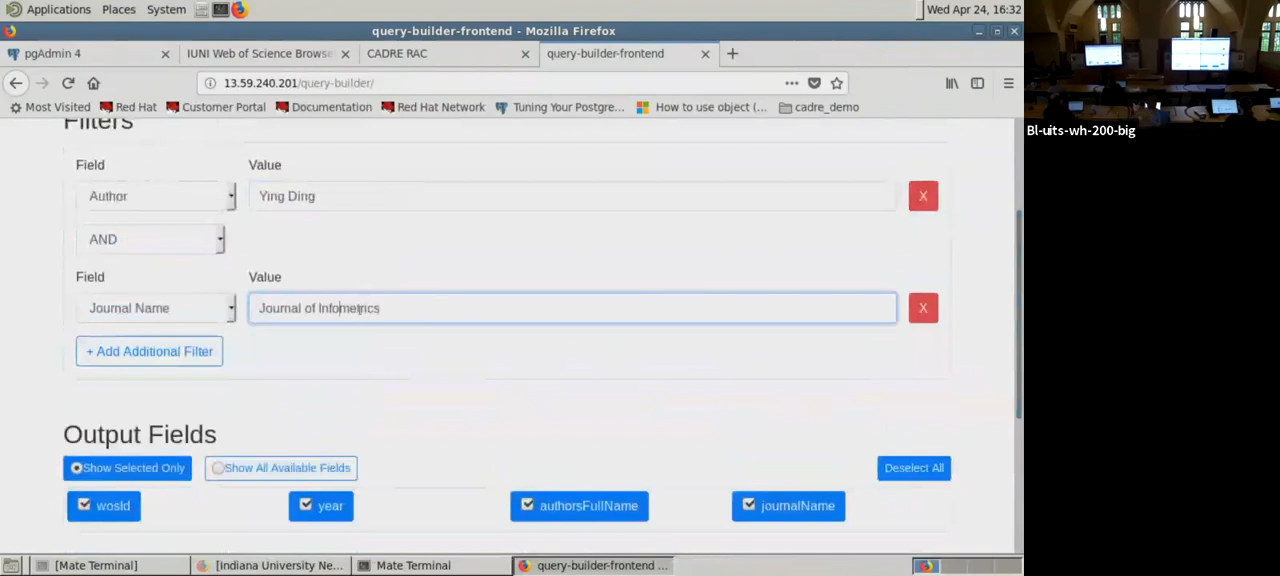 Applications Places System
Wed Apr 24, 16:32
query-builder-frontend - Mozilla Firefox
pgAdmin 4
IUNI Web of Science Browse
CADRE RAC
query-builder-frontend
13.59.240.201/query-builder/
Most Visited Red Hat Customer Portal Documentation Red Hat Network Tuning Your Postgre... How to use object (... cadre_demo
Filters
Field Value
Author Ying Ding X
AND
Field Value
Journal Name Journal of Infometrics X
+ Add Additional Filter
Output Fields
Show Selected Only Show All Available Fields Deselect All
wosId year authorsFullName journalName
[Mate Terminal] [Indiana University Ne... Mate Terminal query-builder-frontend ...
Bl-uits-wh-200-big